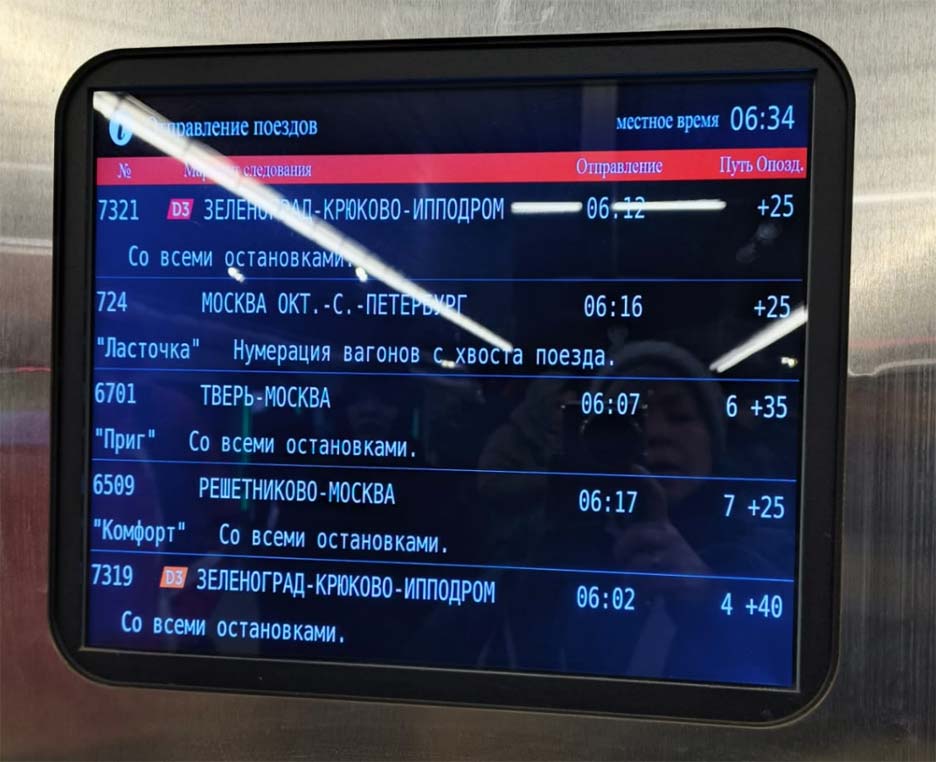 i Отправление поездов местное время 06:34
№ Маршрут следования Отправление Путь Опозд.
7321 D3 ЗЕЛЕНОГРАД-КРЮКОВО-ИППОДРОМ 06:12 +25
Со всеми остановками.
724 МОСКВА ОКТ.-С.-ПЕТЕРБУРГ 06:16 +25
"Ласточка" Нумерация вагонов с хвоста поезда.
6701 ТВЕРЬ-МОСКВА 06:07 6 +35
"Приг" Со всеми остановками.
6509 РЕШЕТНИКОВО-МОСКВА 06:17 7 +25
"Комфорт" Со всеми остановками.
7319 D3 ЗЕЛЕНОГРАД-КРЮКОВО-ИППОДРОМ 06:02 4 +40
Со всеми остановками.